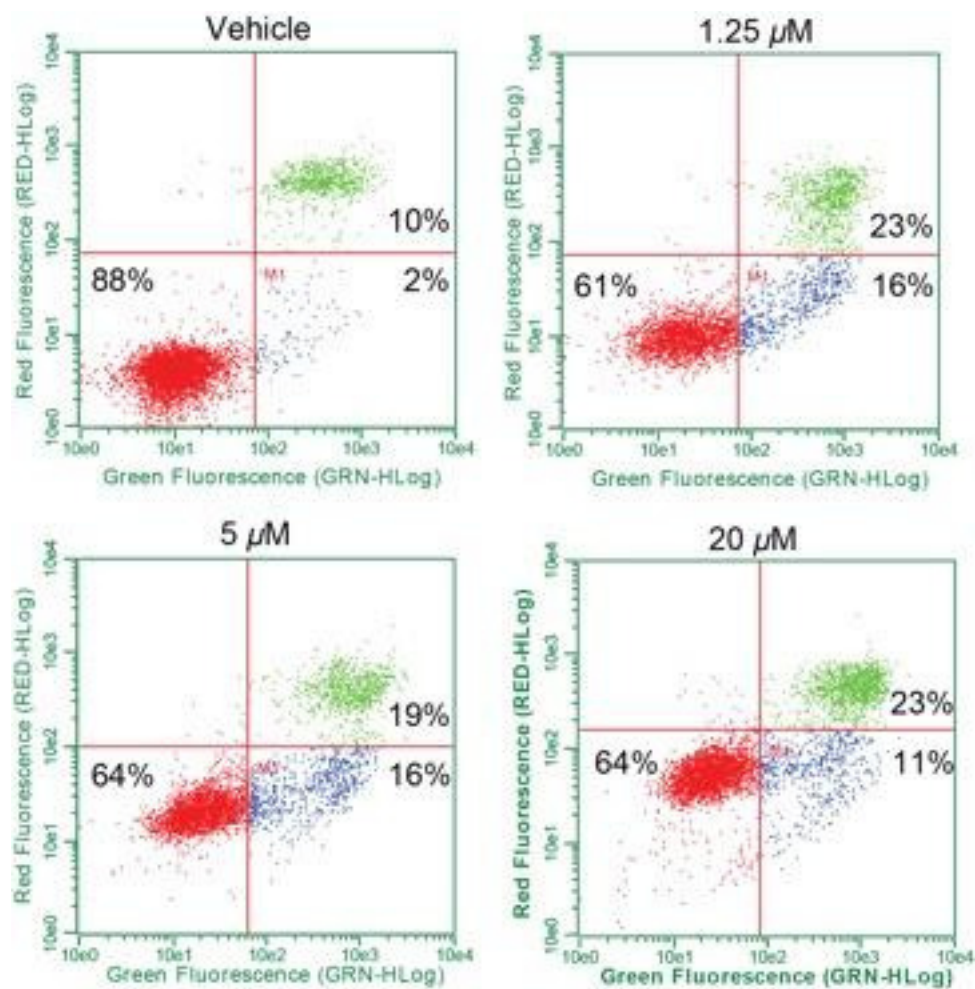 Vehicle
Red Fluorescence (RED-HLog)
10e4
10e3
10e2
10e1
10e0
10%
88%
M1
2%
10e0 10e1 10e2 10e3 10e4
Green Fluorescence (GRN-HLog)
1.25 µM
Red Fluorescence (RED-HLog)
10e4
10e3
10e2
10e1
10e0
23%
61%
M1
16%
10e0 10e1 10e2 10e3 10e4
Green Fluorescence (GRN-HLog)
5 µM
Red Fluorescence (RED-HLog)
10e4
10e3
10e2
10e1
10e0
19%
64%
16%
10e0 10e1 10e2 10e3 10e4
Green Fluorescence (GRN-HLog)
20 µM
Red Fluorescence (RED-HLog)
10e4
10e3
10e2
10e1
10e0
23%
64%
11%
10e0 10e1 10e2 10e3 10e4
Green Fluorescence (GRN-HLog)